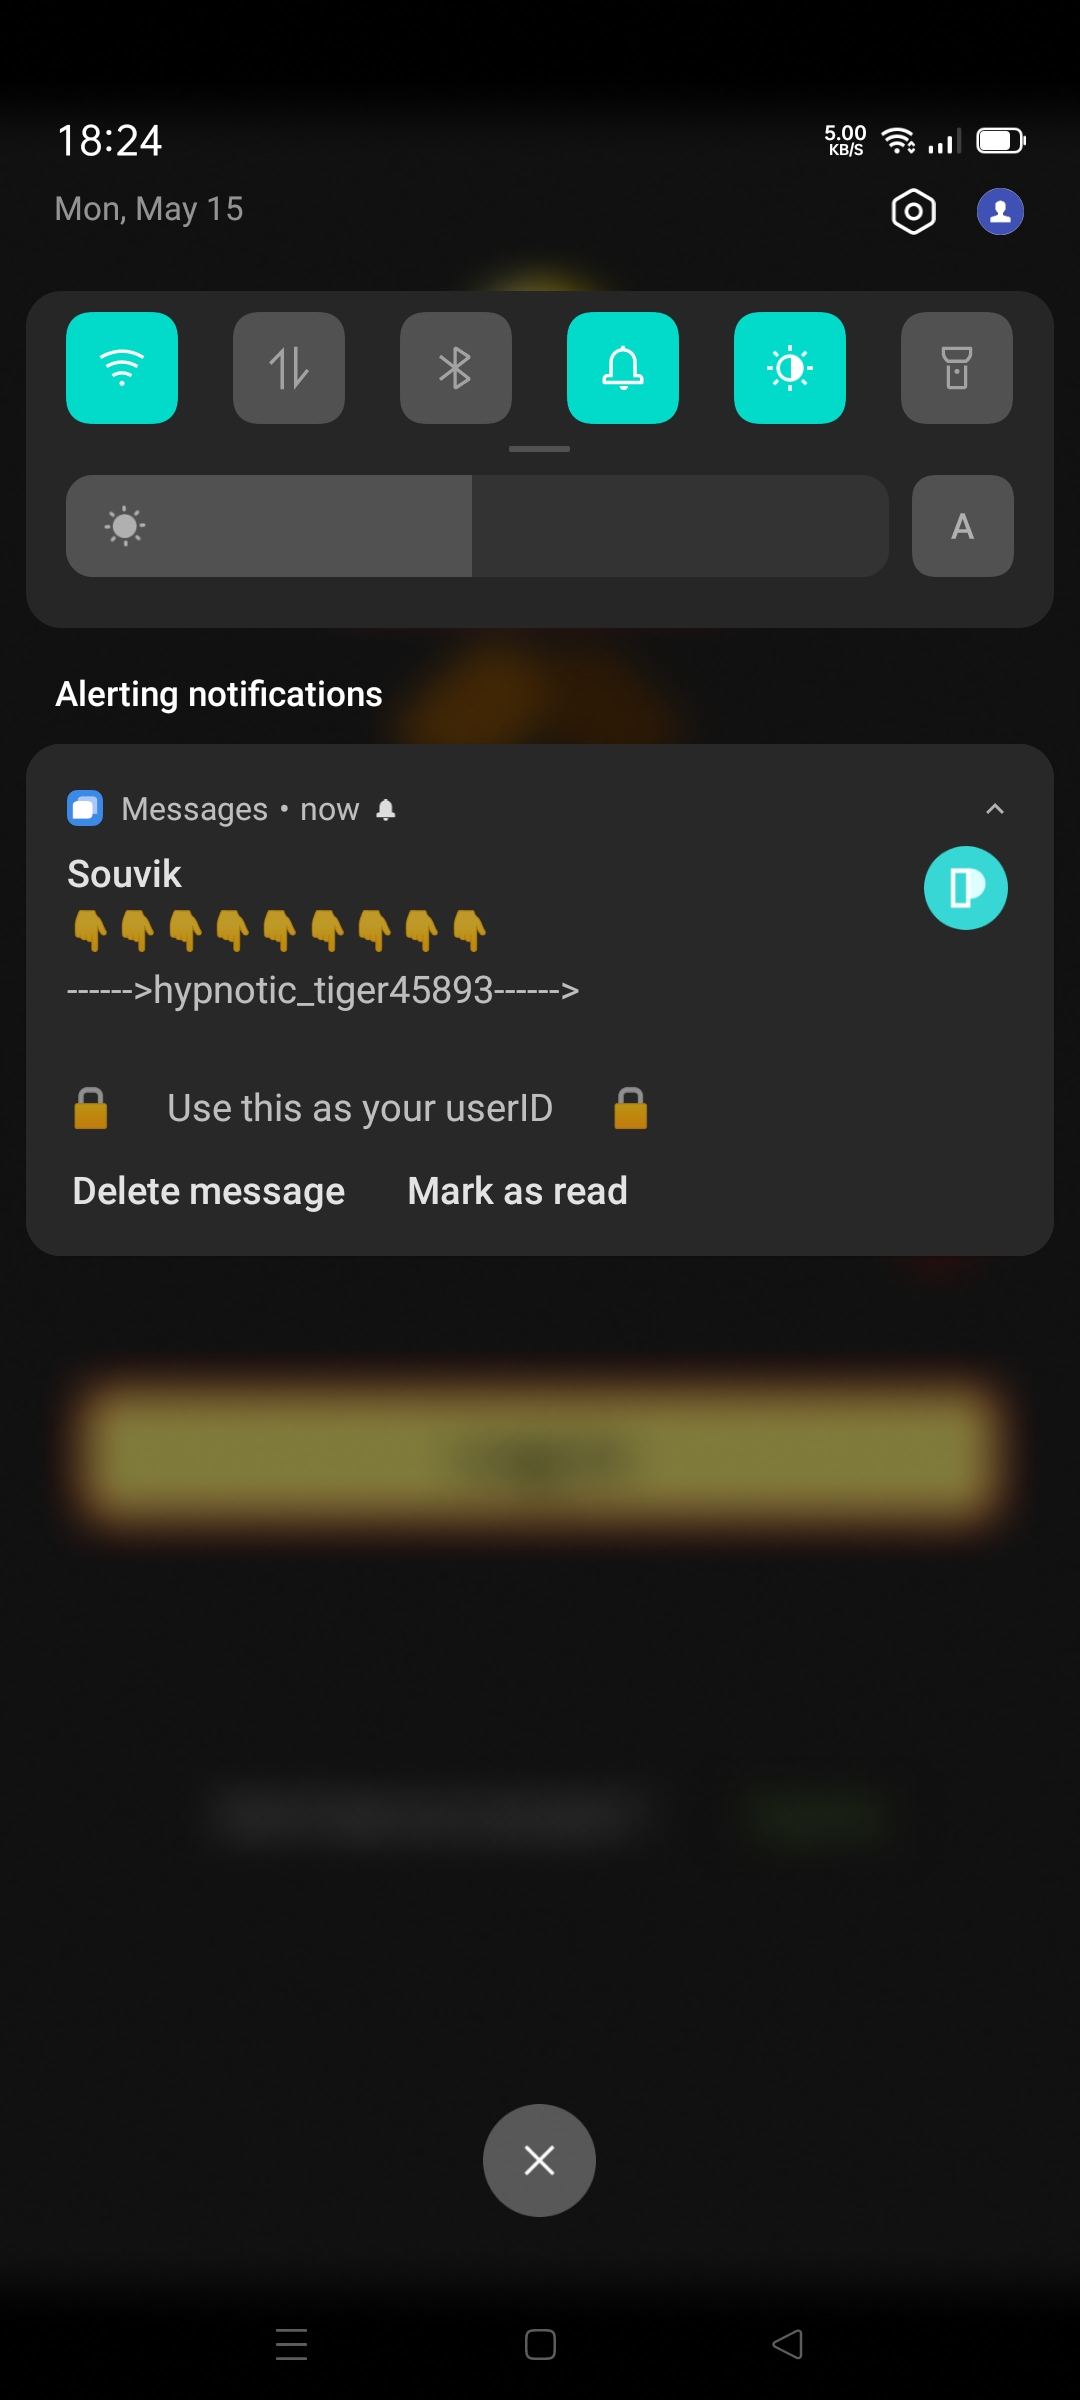 18:24
5.00
KB/S
Mon, May 15
A
Alerting notifications
Messages • now
Souvik
👇👇👇👇👇👇👇👇👇
------>hypnotic_tiger45893------>
🔒 Use this as your userID 🔒
Delete message Mark as read